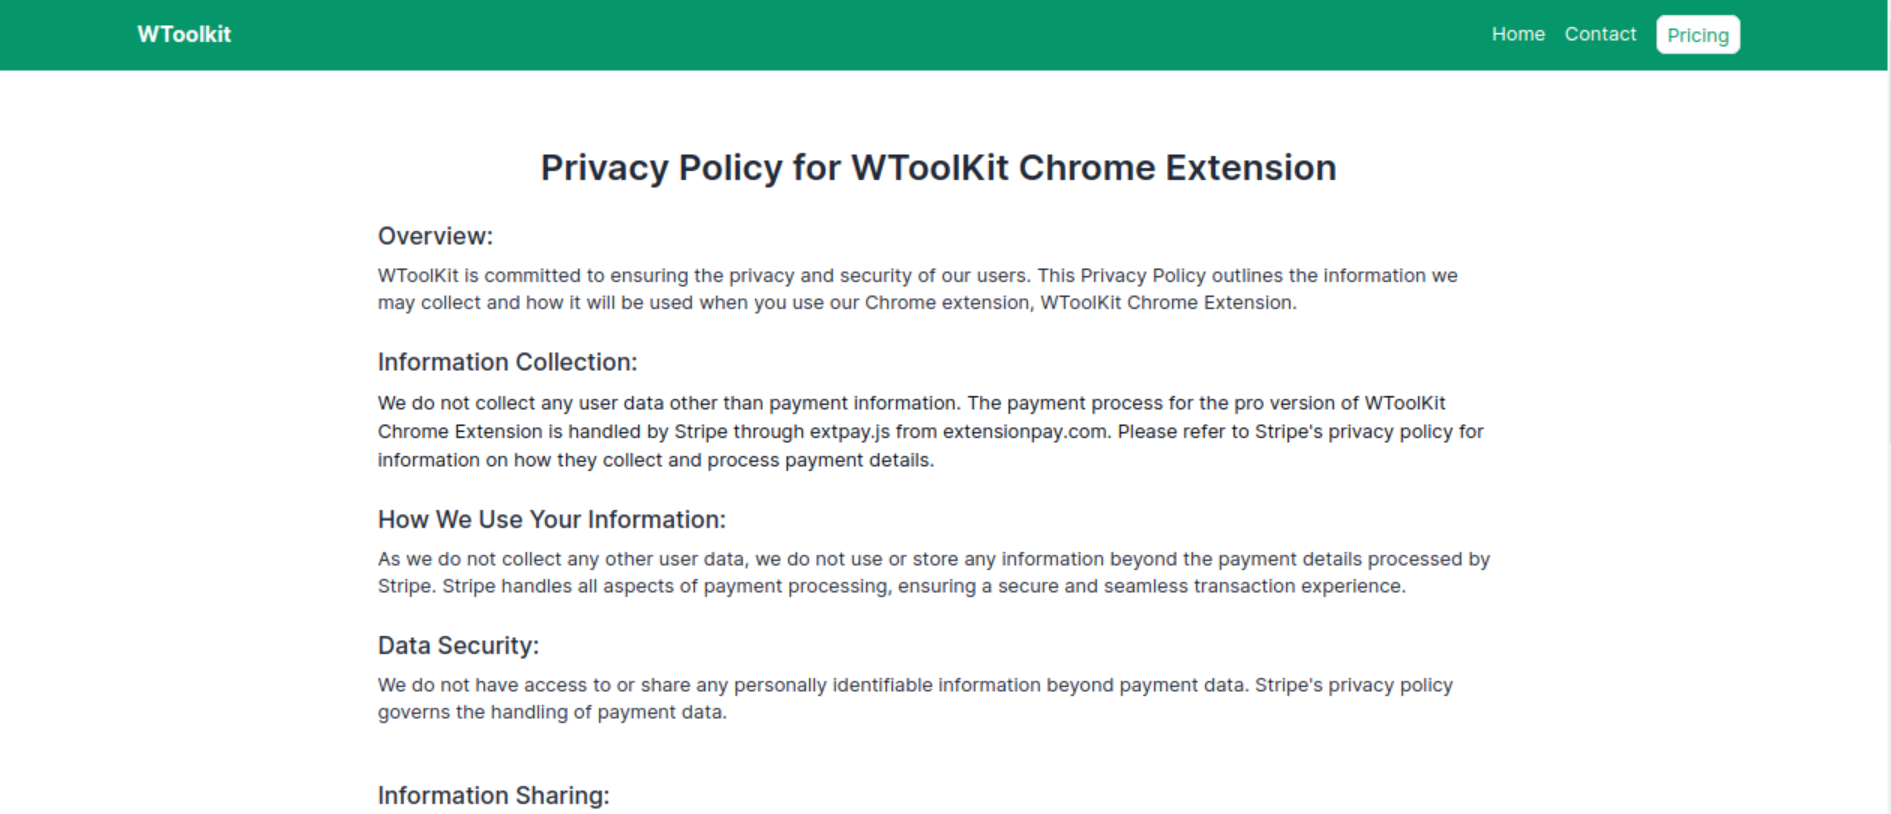 WToolkit
Home Contact Pricing
Privacy Policy for WToolKit Chrome Extension
Overview:
WToolKit is committed to ensuring the privacy and security of our users. This Privacy Policy outlines the information we
may collect and how it will be used when you use our Chrome extension, WToolKit Chrome Extension.
Information Collection:
We do not collect any user data other than payment information. The payment process for the pro version of WToolKit
Chrome Extension is handled by Stripe through extpay.js from extensionpay.com. Please refer to Stripe's privacy policy for
information on how they collect and process payment details.
How We Use Your Information:
As we do not collect any other user data, we do not use or store any information beyond the payment details processed by
Stripe. Stripe handles all aspects of payment processing, ensuring a secure and seamless transaction experience.
Data Security:
We do not have access to or share any personally identifiable information beyond payment data. Stripe's privacy policy
governs the handling of payment data.
Information Sharing: